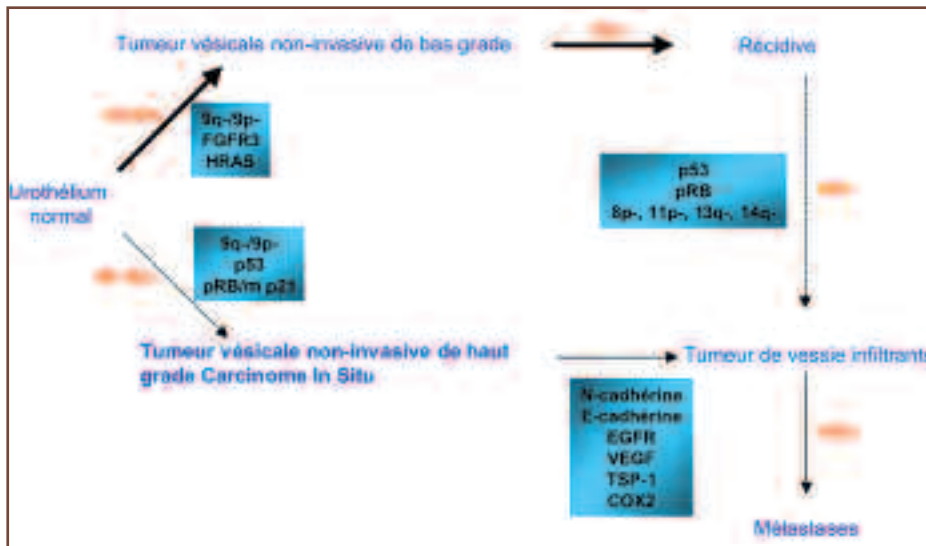 Tumeur vésicale non-invasive de bas grade
Récidive
9q-/9p-
FGFR3
HRAS
Urothélium
normal
p53
pRB
8p-, 11p-, 13q-, 14q-
9q-/9p-
p53
pRB/m p21
Tumeur vésicale non-invasive de haut
grade Carcinome In Situ
Tumeur de vessie infiltrante
N-cadhérine
E-cadhérine
EGFR
VEGF
TSP-1
COX2
Métastases